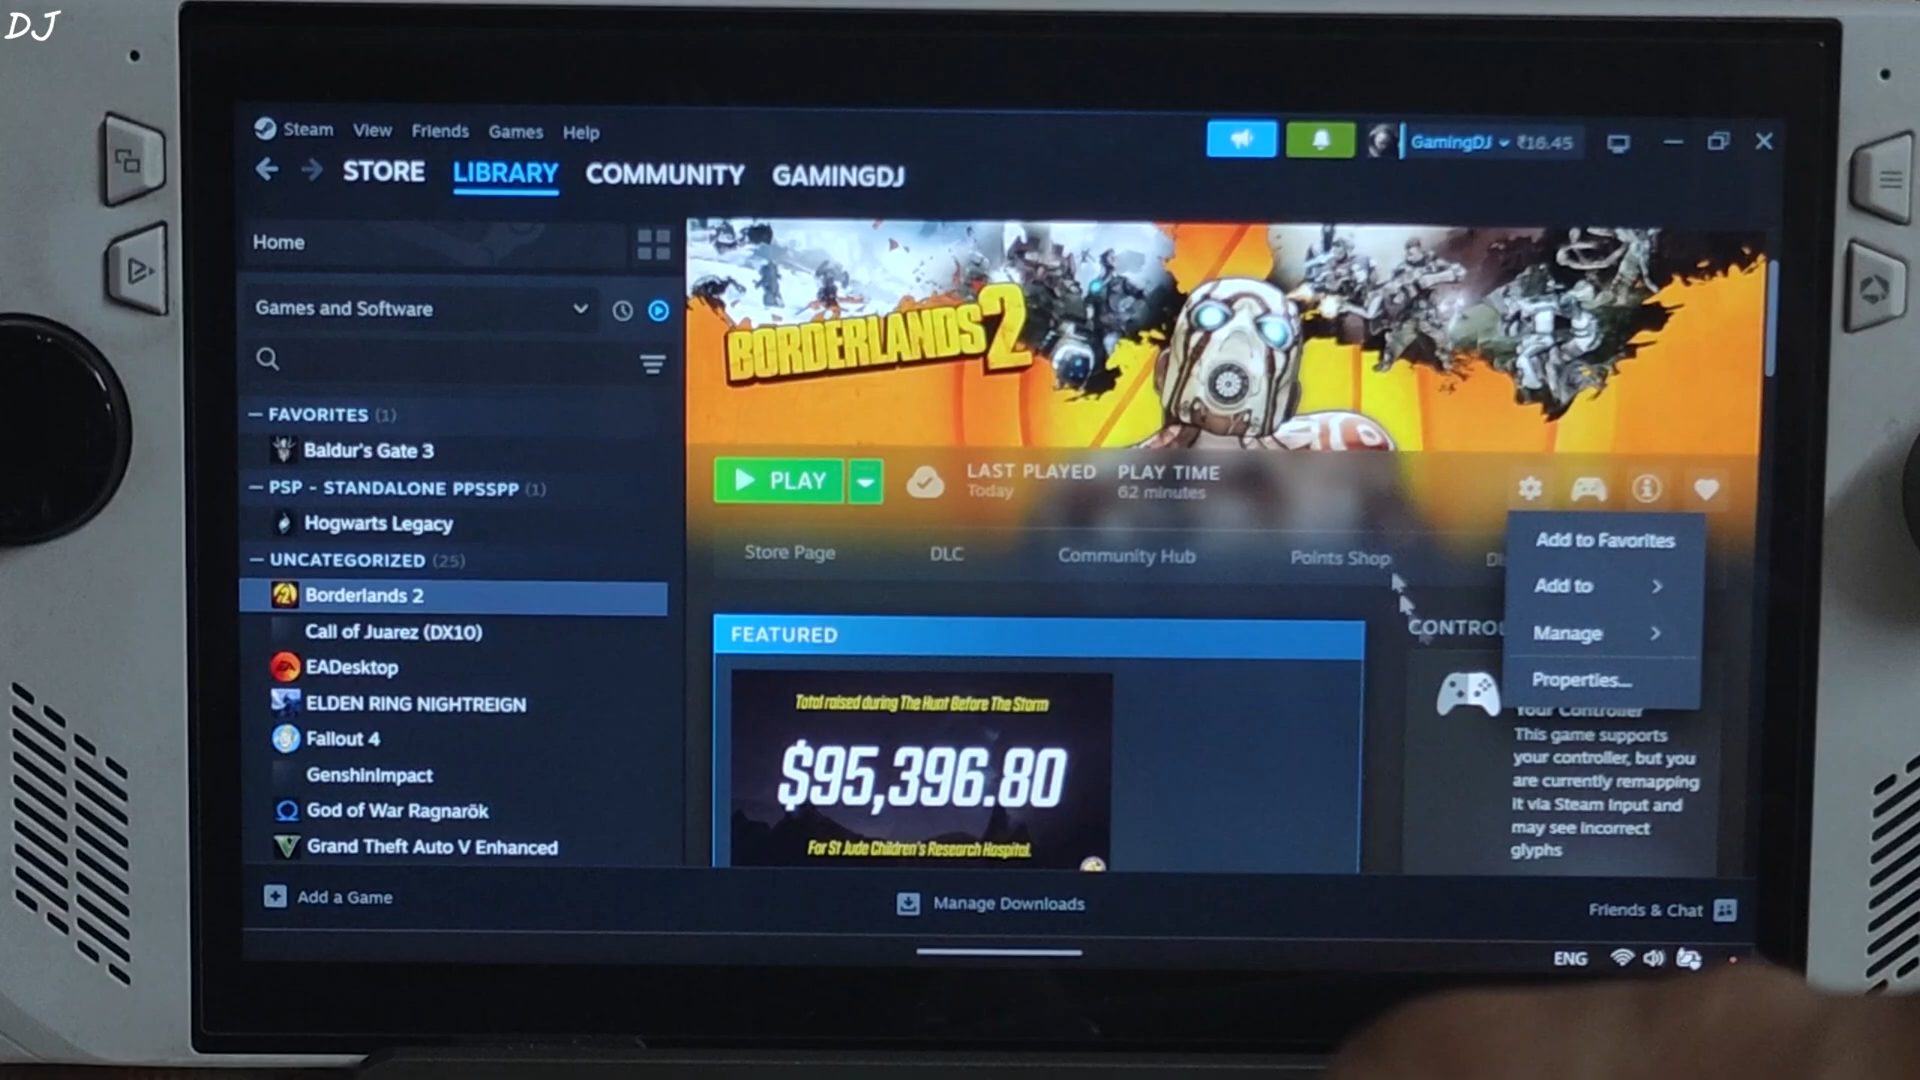 DJ
Steam View Friends Games Help
GamingDJ ₹16.45
STORE LIBRARY COMMUNITY GAMINGDJ
Home
Games and Software
BORDERLANDS 2
— FAVORITES (1)
Baldur's Gate 3
— PSP - STANDALONE PPSSPP (1)
Hogwarts Legacy
— UNCATEGORIZED (25)
Borderlands 2
Call of Juarez (DX10)
EADesktop
ELDEN RING NIGHTREIGN
Fallout 4
GenshinImpact
God of War Ragnarök
Grand Theft Auto V Enhanced
PLAY
LAST PLAYED
Today
PLAY TIME
62 minutes
Store Page DLC Community Hub Points Shop
Add to Favorites
Add to
Manage
Properties...
FEATURED
Total raised during The Hunt Before The Storm
$95,396.80
For St Jude Children's Research Hospital.
Your Controller
This game supports
your controller, but you
are currently remapping
it via Steam Input and
may see incorrect
glyphs
Add a Game
Manage Downloads
Friends & Chat
ENG